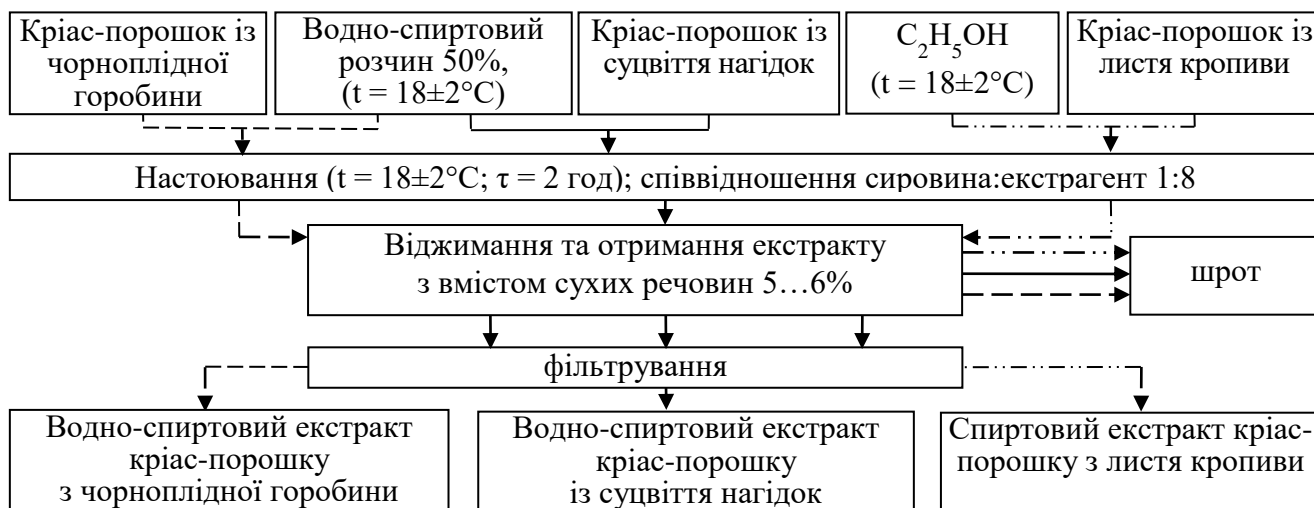 Кріас-порошок із
чорноплідної
горобини
Водно-спиртовий
розчин 50%,
(t = 18±2°С)
Кріас-порошок із
суцвіття нагідок
C2H5OH
(t = 18±2°С)
Кріас-порошок із
листя кропиви
Настоювання (t = 18±2°С; τ = 2 год); співвідношення сировина:екстрагент 1:8
Віджимання та отримання екстракту
з вмістом сухих речовин 5…6%
шрот
фільтрування
Водно-спиртовий екстракт
кріас-порошку
з чорноплідної горобини
Водно-спиртовий екстракт
кріас-порошку
із суцвіття нагідок
Спиртовий екстракт кріас-
порошку з листя кропиви